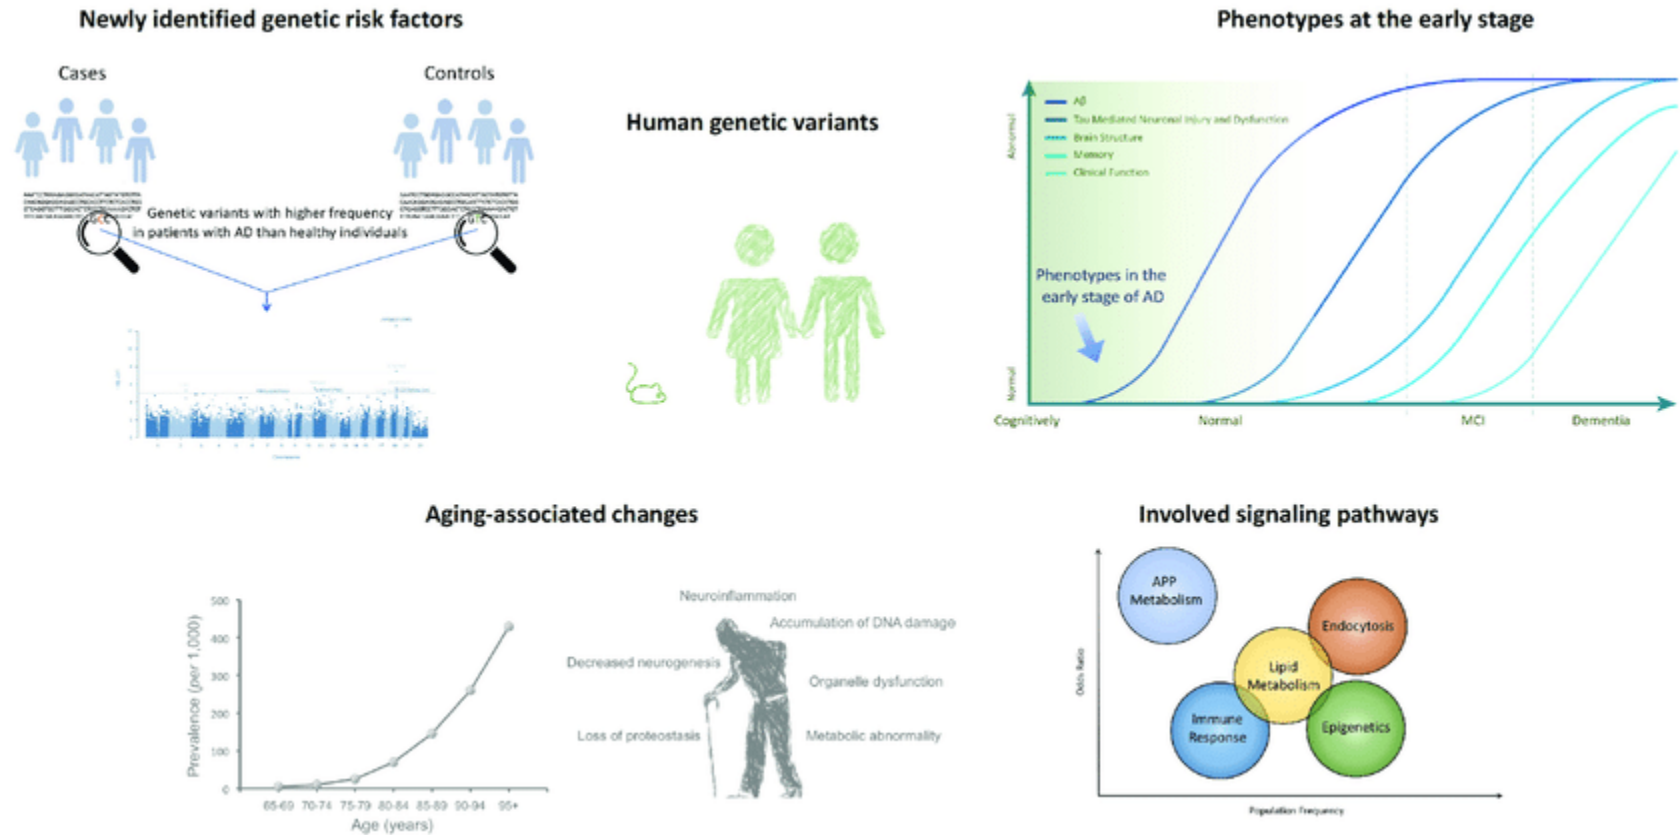 Newly identified genetic risk factors
Cases
Controls
GCC
GTC
Genetic variants with higher frequency
in patients with AD than healthy individuals
Human genetic variants
Phenotypes at the early stage
Abnormal
Normal
Aβ
Tau Mediated Neuronal Injury and Dysfunction
Brain Structure
Memory
Clinical Function
Phenotypes in the
early stage of AD
Cognitively
Normal
MCI
Dementia
Aging-associated changes
Prevalence (per 1,000)
500
400
300
200
100
0
65-69 70-74 75-79 80-84 85-89 90-94 95+
Age (years)
Neuroinflammation
Accumulation of DNA damage
Decreased neurogenesis
Organelle dysfunction
Loss of proteostasis
Metabolic abnormality
Involved signaling pathways
Odds Ratio
APP
Metabolism
Endocytosis
Lipid
Metabolism
Immune
Response
Epigenetics
Population Frequency